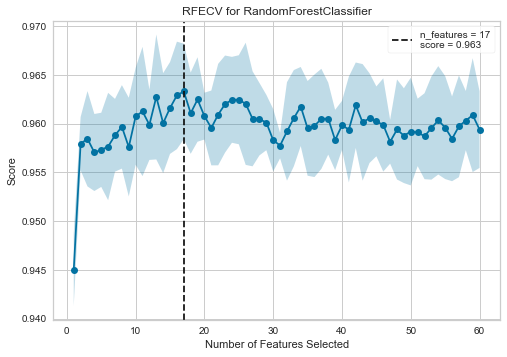 RFECV for RandomForestClassifier
n_features = 17
score = 0.963
0.970
0.965
0.960
0.955
0.950
0.945
0.940
Score
0 10 20 30 40 50 60
Number of Features Selected